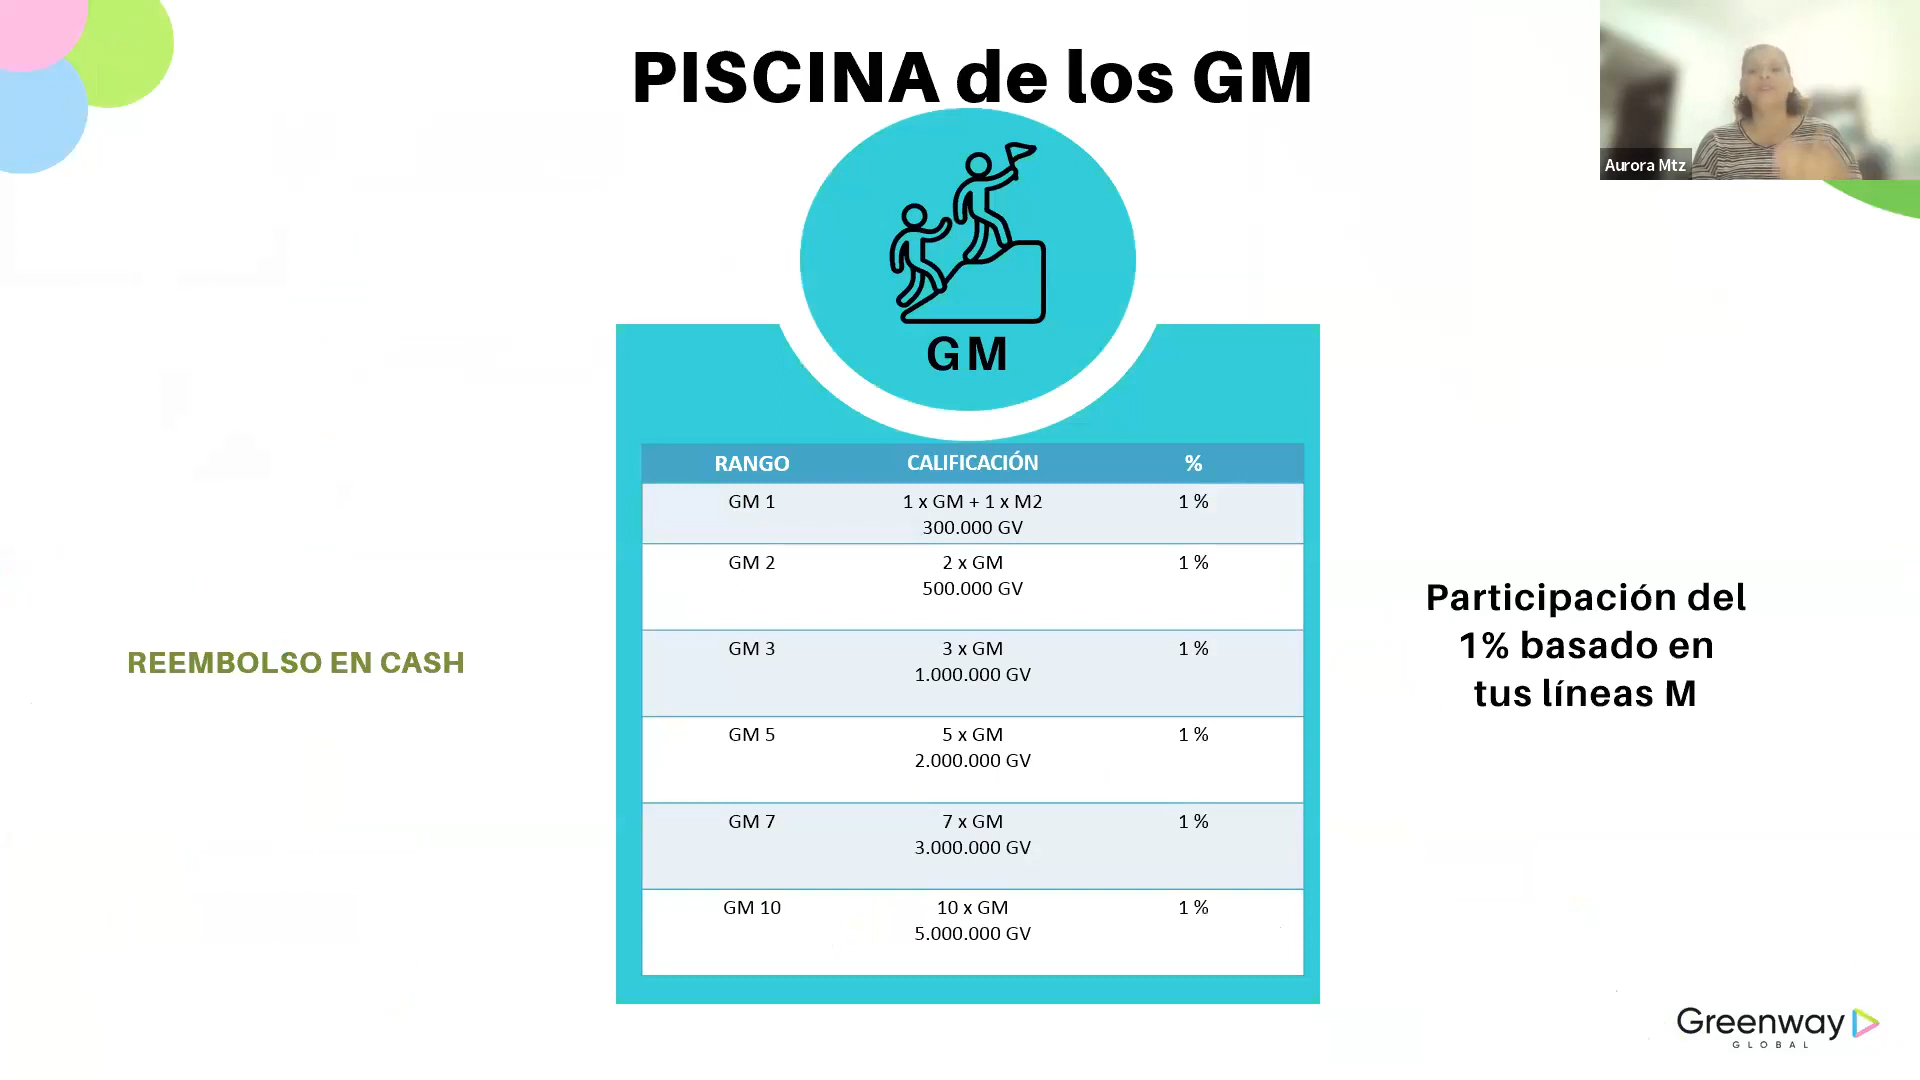 PISCINA de los GM
Aurora Mtz
GM
RANGO CALIFICACIÓN %
GM 1 1 x GM + 1 x M2 1 %
300.000 GV
GM 2 2 x GM 1 %
500.000 GV
GM 3 3 x GM 1 %
1.000.000 GV
GM 5 5 x GM 1 %
2.000.000 GV
GM 7 7 x GM 1 %
3.000.000 GV
GM 10 10 x GM 1 %
5.000.000 GV
REEMBOLSO EN CASH
Participación del
1% basado en
tus líneas M
Greenway
GLOBAL